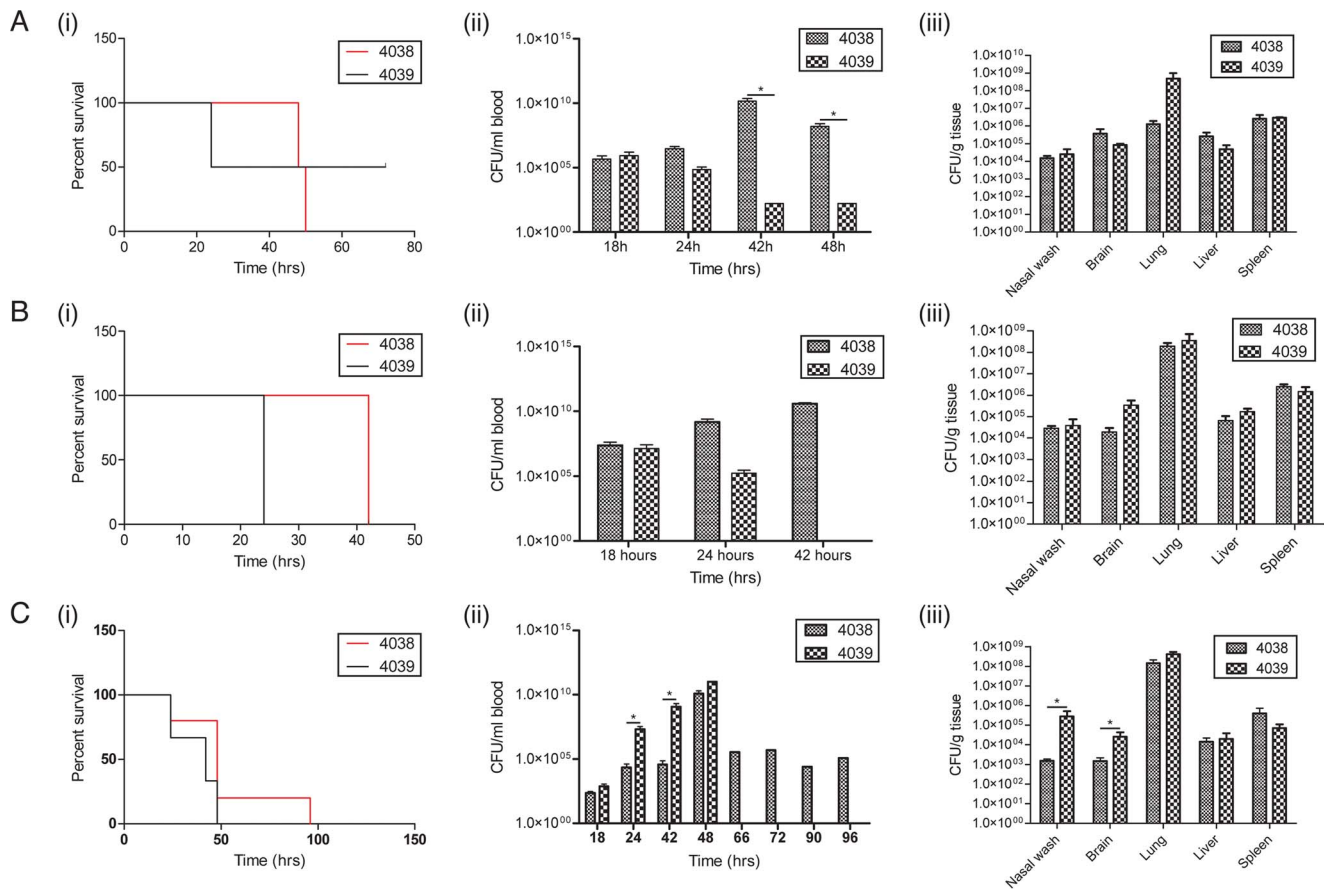 A
(i)
150
100
50
0
Percent survival
0 20 40 60 80
Time (hrs)
4038
4039
(ii)
1.0×10^15
1.0×10^10
1.0×10^05
1.0×10^00
CFU/ml blood
18h 24h 42h 48h
Time (hrs)
4038
4039
*
*
(iii)
1.0×10^10
1.0×10^09
1.0×10^08
1.0×10^07
1.0×10^06
1.0×10^05
1.0×10^04
1.0×10^03
1.0×10^02
1.0×10^01
1.0×10^00
CFU/g tissue
Nasal wash Brain Lung Liver Spleen
4038
4039
B
(i)
150
100
50
0
Percent survival
0 10 20 30 40 50
Time (hrs)
4038
4039
(ii)
1.0×10^15
1.0×10^10
1.0×10^05
1.0×10^00
CFU/ml blood
18 hours 24 hours 42 hours
Time (hrs)
4038
4039
(iii)
1.0×10^09
1.0×10^08
1.0×10^07
1.0×10^06
1.0×10^05
1.0×10^04
1.0×10^03
1.0×10^02
1.0×10^01
1.0×10^00
CFU/g tissue
Nasal wash Brain Lung Liver Spleen
4038
4039
C
(i)
150
100
50
0
Percent survival
0 50 100 150
Time (hrs)
4038
4039
(ii)
1.0×10^15
1.0×10^10
1.0×10^05
1.0×10^00
CFU/ml blood
18 24 42 48 66 72 90 96
Time (hrs)
4038
4039
*
*
(iii)
1.0×10^09
1.0×10^08
1.0×10^07
1.0×10^06
1.0×10^05
1.0×10^04
1.0×10^03
1.0×10^02
1.0×10^01
1.0×10^00
CFU/g tissue
Nasal wash Brain Lung Liver Spleen
4038
4039
*
*